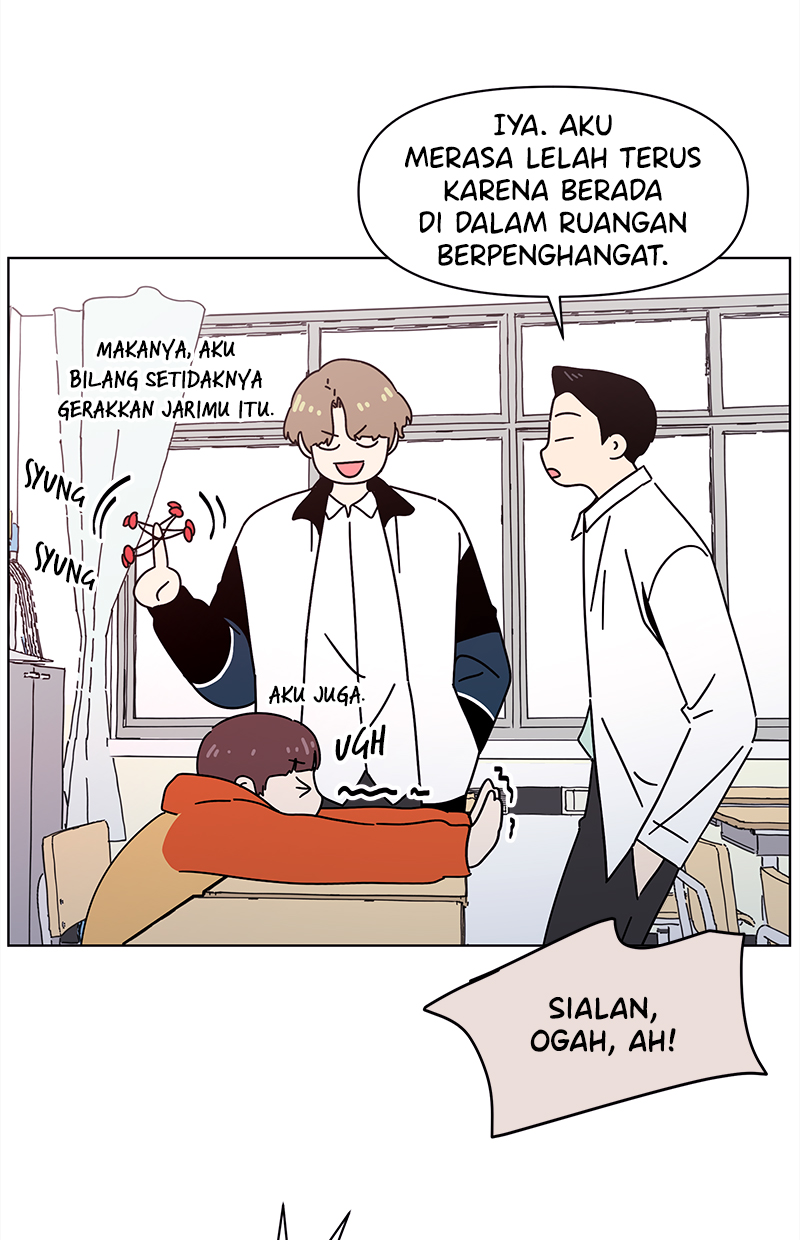 IYA. AKU
MERASA LELAH TERUS
KARENA BERADA
DI DALAM RUANGAN
BERPENGHANGAT.
MAKANYA, AKU
BILANG SETIDAKNYA
GERAKKAN JARIMU ITU.
SYUNG
SYUNG
AKU JUGA.
UGH
SIALAN,
OGAH, AH!